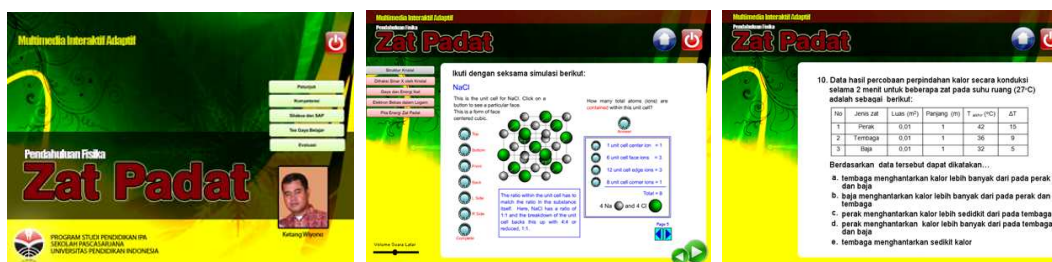 Multimedia Interaktif Adaptif
Petunjuk
Kompetensi
Silabus dan SAP
Tes Gaya Belajar
Evaluasi
Pendahuluan Fisika
Zat Padat
Ketang Wiyono
PROGRAM STUDI PENDIDIKAN IPA
SEKOLAH PASCASARJANA
UNIVERSITAS PENDIDIKAN INDONESIA
Multimedia Interaktif Adaptif
Pendahuluan Fisika
Zat Padat
Struktur Kristal
Difraksi Sinar X oleh Kristal
Gaya dan Energi Ikat
Elektron Bebas dalam Logam
Pita Energi Zat Padat
Ikuti dengan seksama simulasi berikut:
NaCl
This is the unit cell for NaCl. Click on a
button to see a particular face.
This is a form of face
centered cubic.
Top
Bottom
Front
Back
L Side
R Side
Complete
How many total atoms (ions) are
contained within this unit cell?
Answer
1 unit cell center ion = 1
6 unit cell face ions = 3
12 unit cell edge ions = 3
8 unit cell corner ions = 1
Total = 8
4 Na and 4 Cl
The ratio within the unit cell has to
match the ratio in the substance
itself. Here, NaCl has a ratio of
1:1 and the breakdown of the unit
cell backs this up with 4:4 or
reduced, 1:1.
Page 5
Volume Suara Latar
Multimedia Interaktif Adaptif
Pendahuluan Fisika
Zat Padat
10. Data hasil percobaan perpindahan kalor secara konduksi
selama 2 menit untuk beberapa zat pada suhu ruang (27°C)
adalah sebagai berikut:
No Jenis zat Luas (m²) Panjang (m) T akhir (°C) ΔT
1 Perak 0,01 1 42 15
2 Tembaga 0,01 1 36 9
3 Baja 0,01 1 32 5
Berdasarkan data tersebut dapat dikatakan…
a. tembaga menghantarkan kalor lebih banyak dari pada perak
dan baja
b. baja menghantarkan kalor lebih banyak dari pada perak dan
tembaga
c. perak menghantarkan kalor lebih sedidkit dari pada tembaga
d. perak menghantarkan kalor lebih banyak dari pada tembaga
dan baja
e. tembaga menghantarkan sedikit kalor